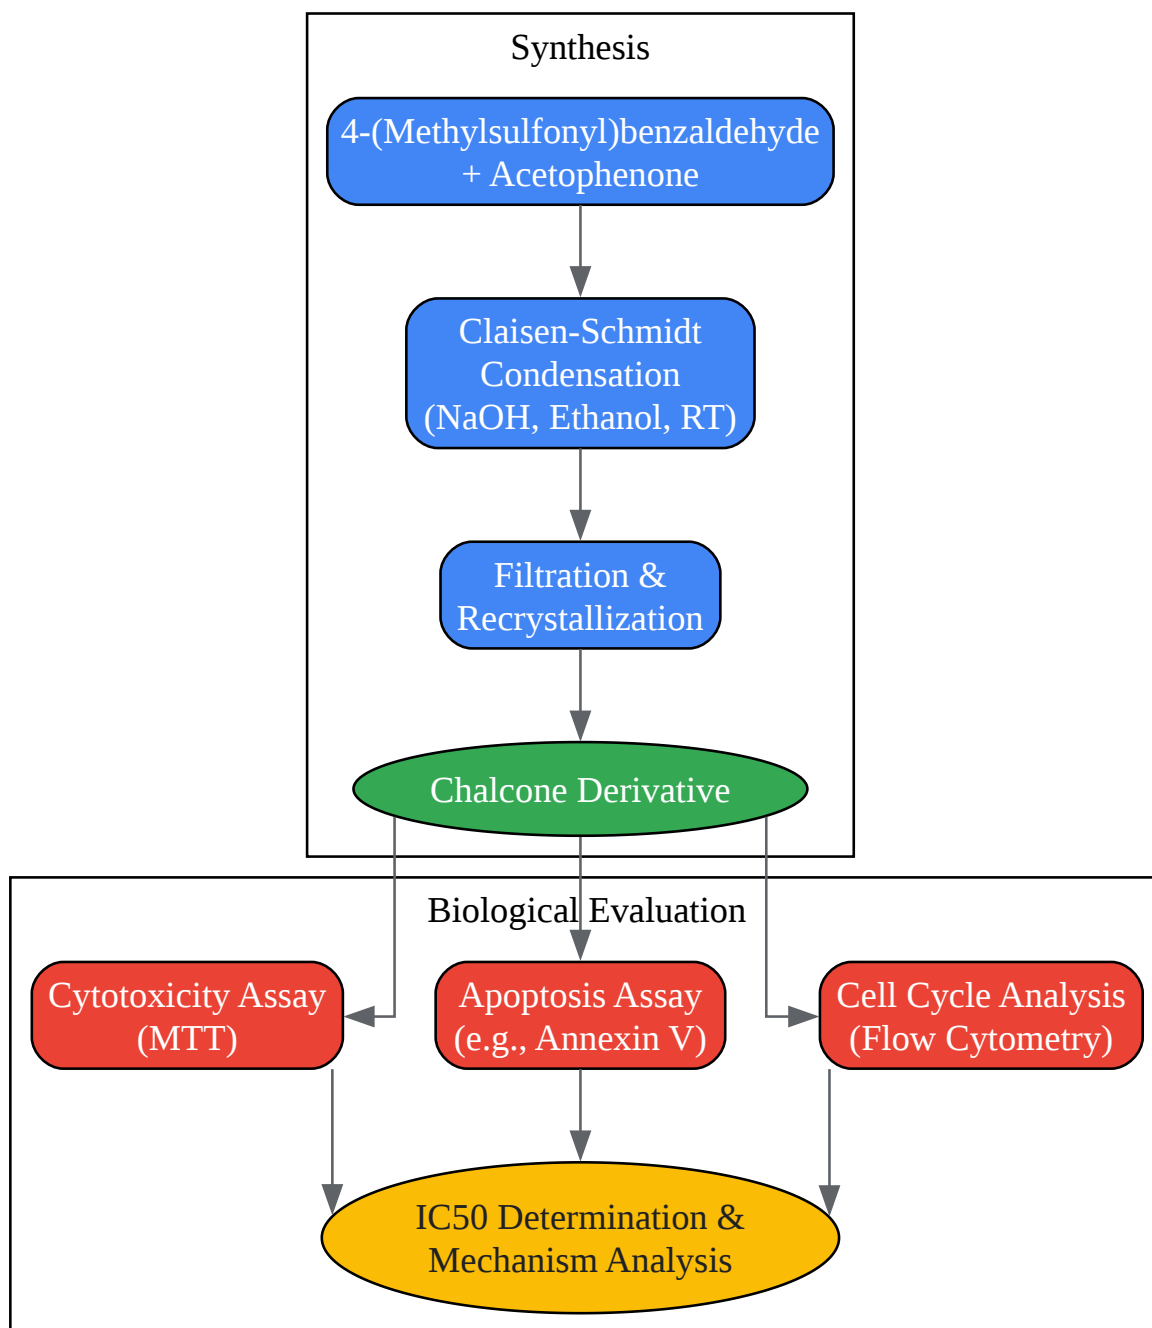 Synthesis
4-(Methylsulfonyl)benzaldehyde
+ Acetophenone
Claisen-Schmidt
Condensation
(NaOH, Ethanol, RT)
Filtration &
Recrystallization
Chalcone Derivative
Biological Evaluation
Cytotoxicity Assay
(MTT)
Apoptosis Assay
(e.g., Annexin V)
Cell Cycle Analysis
(Flow Cytometry)
IC50 Determination &
Mechanism Analysis